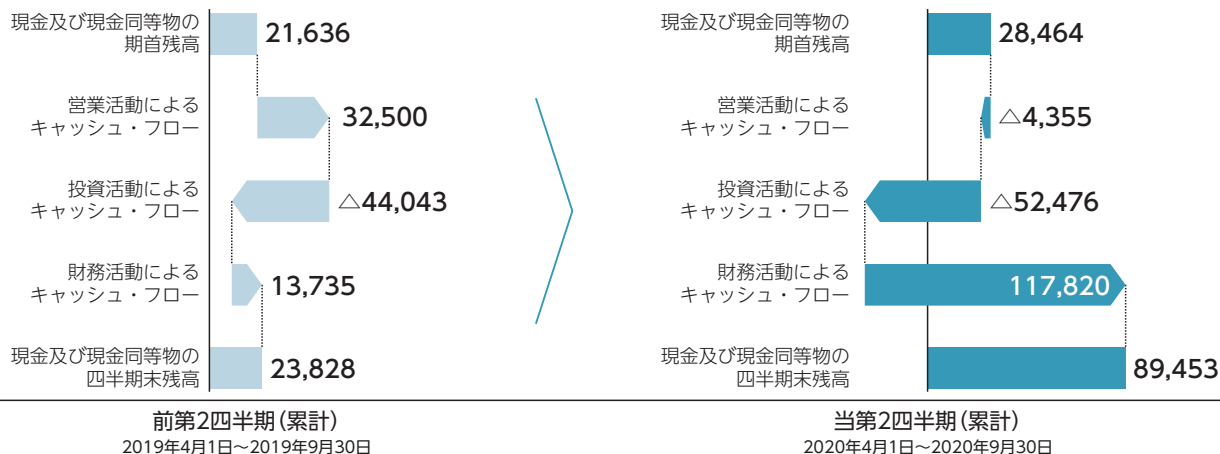 現金及び現金同等物の
期首残高
21,636
営業活動による
キャッシュ・フロー
32,500
投資活動による
キャッシュ・フロー
△44,043
財務活動による
キャッシュ・フロー
13,735
現金及び現金同等物の
四半期末残高
23,828
前第2四半期(累計)
2019年4月1日～2019年9月30日
現金及び現金同等物の
期首残高
28,464
営業活動による
キャッシュ・フロー
△4,355
投資活動による
キャッシュ・フロー
△52,476
財務活動による
キャッシュ・フロー
117,820
現金及び現金同等物の
四半期末残高
89,453
当第2四半期(累計)
2020年4月1日～2020年9月30日